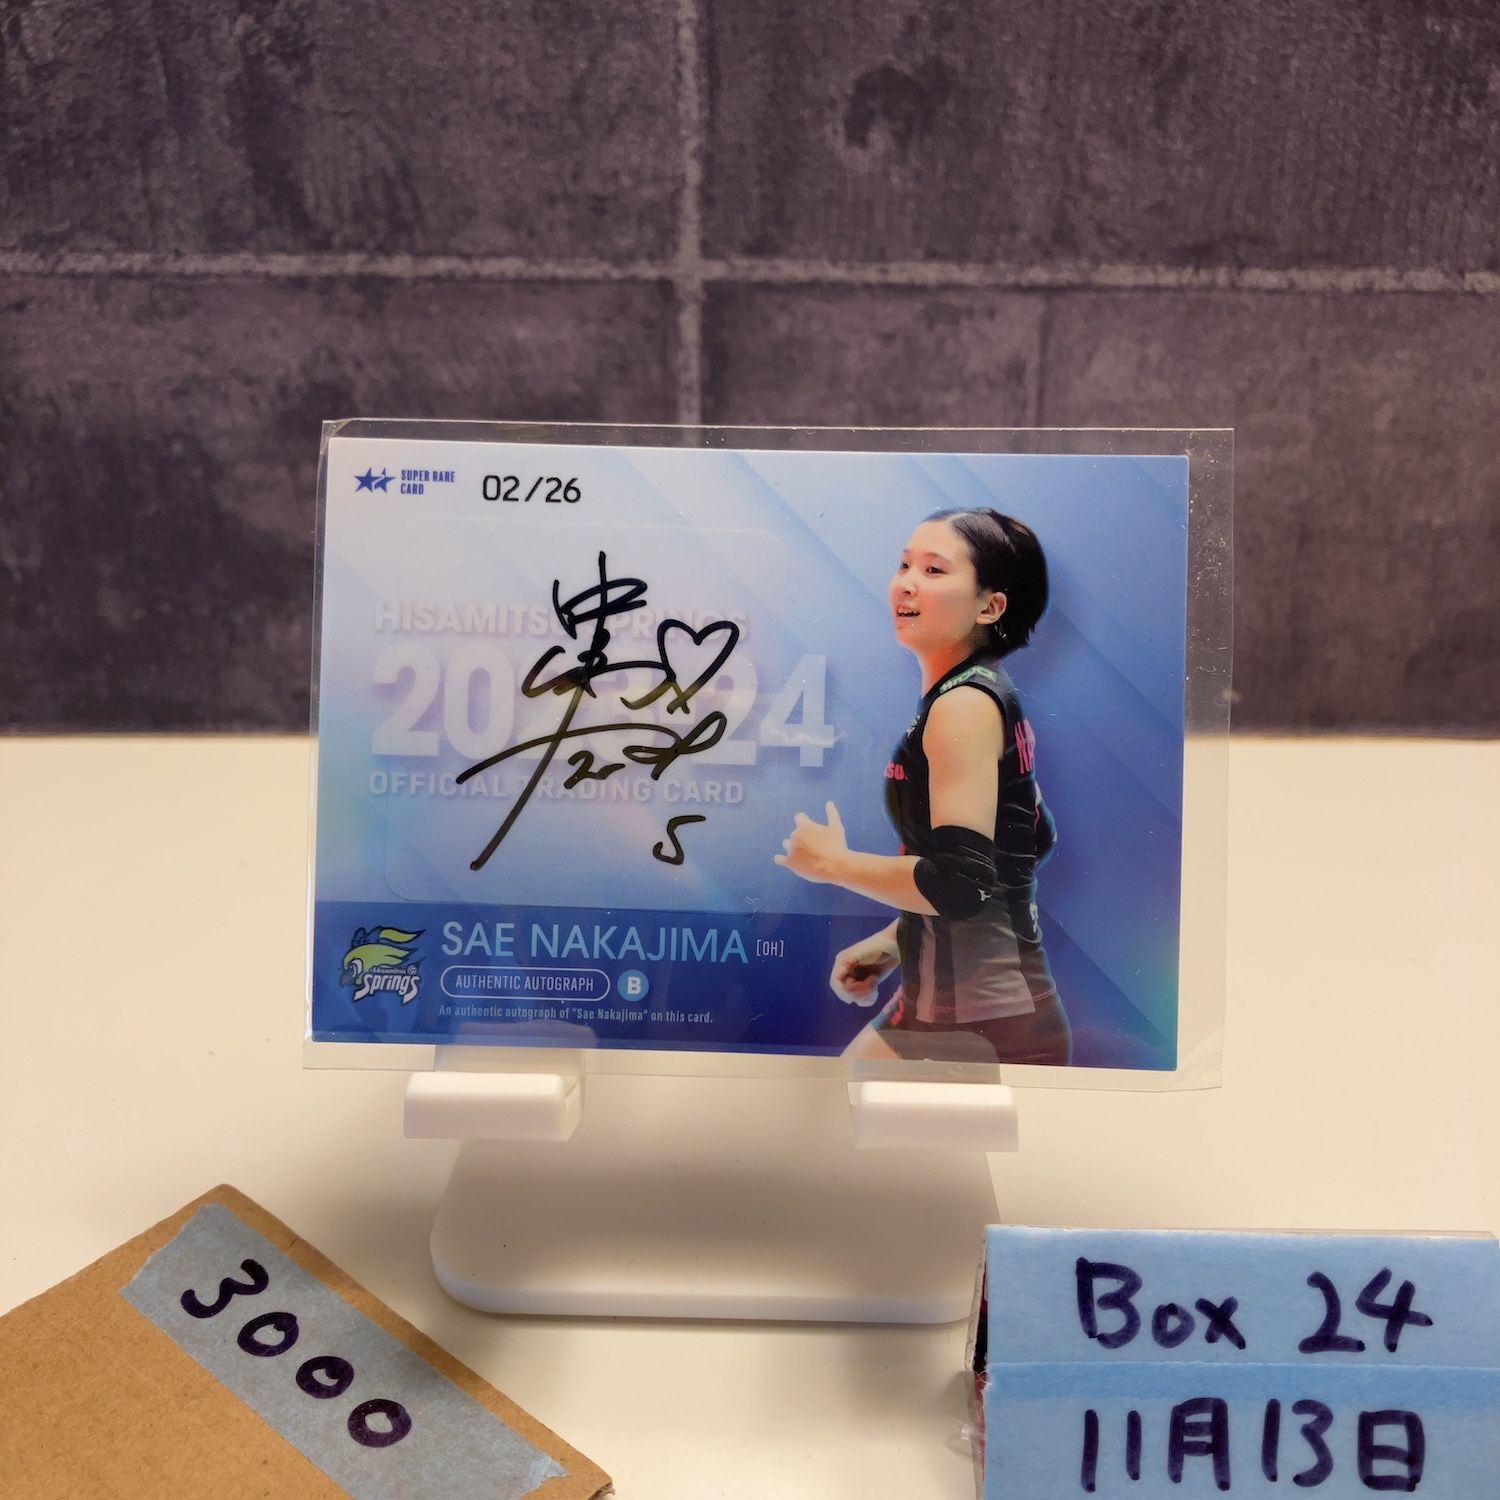 SUPER RARE
CARD
02/26
HISAMITSU SPRINGS
2023-24
OFFICIAL TRADING CARD
5
Hisamitsu
Springs
SAE NAKAJIMA [OH]
AUTHENTIC AUTOGRAPH B
An authentic autograph of "Sae Nakajima" on this card.
3000
Box 24
11月13日